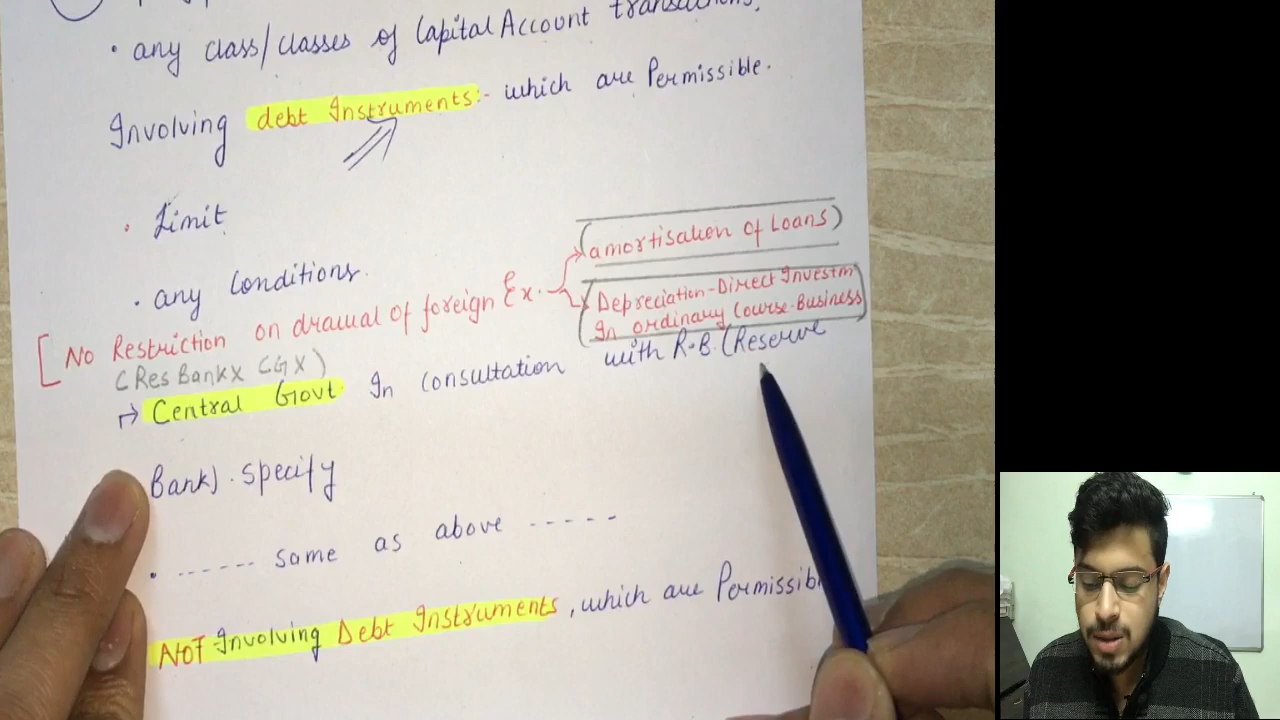 • any class/classes of Capital Account transactions.
Involving debt Instruments:- which are Permissible.
• Limit
• any Conditions.
(amortisation of Loans)
[ No Restriction on drawal of foreign Ex.
(Depreciation-Direct Investm
In ordinary Course-Business)
(Res Bank X CG X)
↪ Central Govt. In consultation with R.B. (Reserve
Bank). specify
• ------ same as above -----
NOT Involving Debt Instruments, which are Permissib